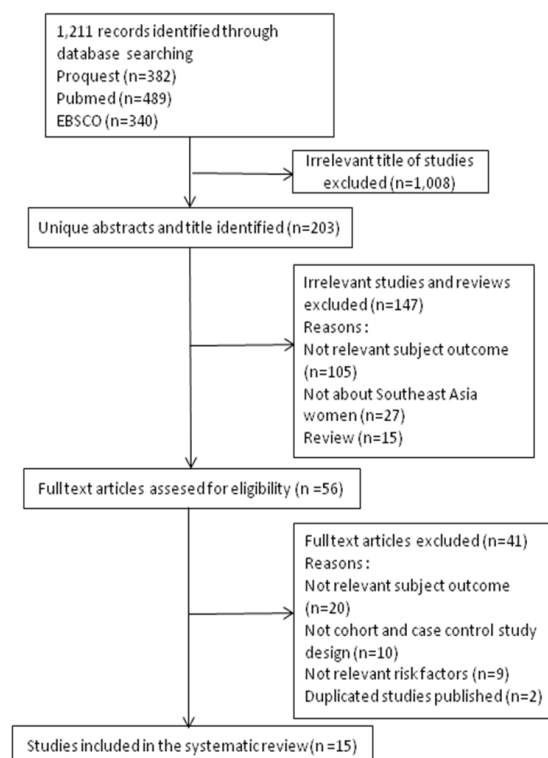 1,211 records identified through
database searching
Proquest (n=382)
Pubmed (n=489)
EBSCO (n=340)
Irrelevant title of studies
excluded (n=1,008)
Unique abstracts and title identified (n=203)
Irrelevant studies and reviews
excluded (n=147)
Reasons:
Not relevant subject outcome
(n=105)
Not about Southeast Asia
women (n=27)
Review (n=15)
Full text articles assesed for eligibility (n =56)
Full text articles excluded (n=41)
Reasons:
Not relevant subject outcome
(n=20)
Not cohort and case control study
design (n=10)
Not relevant risk factors (n=9)
Duplicated studies published (n=2)
Studies included in the systematic review (n =15)